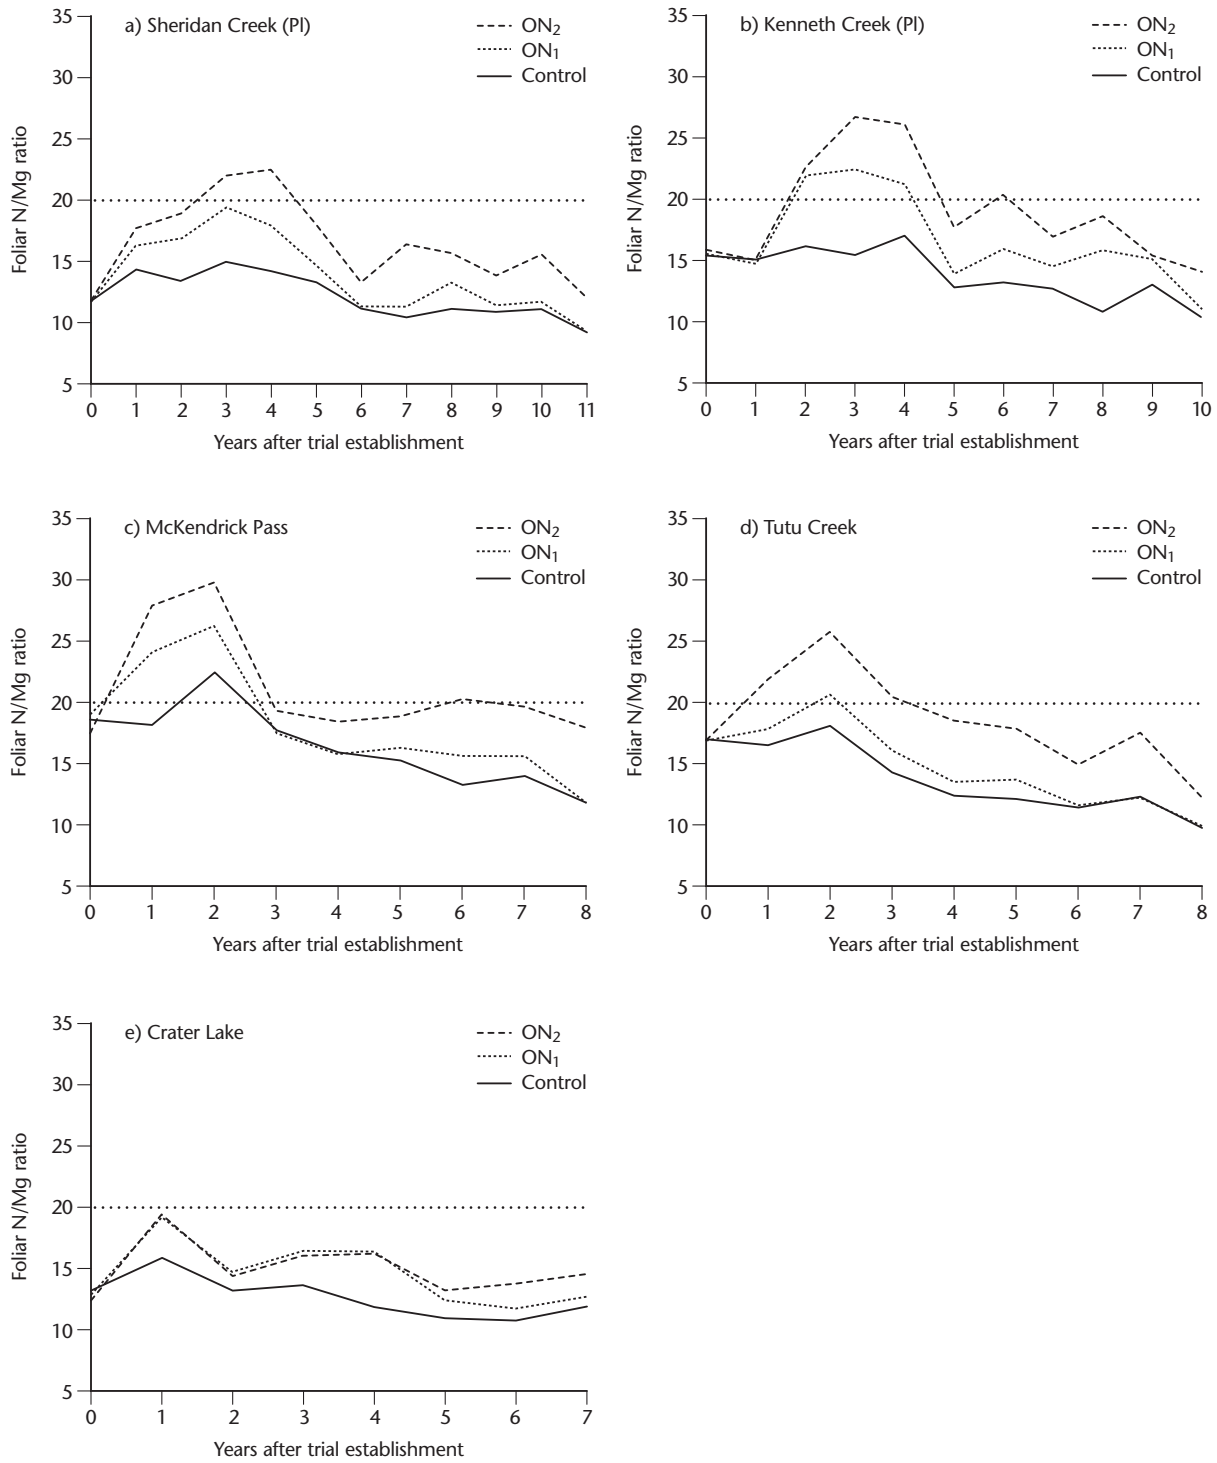 a) Sheridan Creek (Pl)
ON2
ON1
Control
35
30
25
20
15
10
5
Foliar N/Mg ratio
0 1 2 3 4 5 6 7 8 9 10 11
Years after trial establishment
b) Kenneth Creek (Pl)
ON2
ON1
Control
35
30
25
20
15
10
5
Foliar N/Mg ratio
0 1 2 3 4 5 6 7 8 9 10
Years after trial establishment
c) McKendrick Pass
ON2
ON1
Control
35
30
25
20
15
10
5
Foliar N/Mg ratio
0 1 2 3 4 5 6 7 8
Years after trial establishment
d) Tutu Creek
ON2
ON1
Control
35
30
25
20
15
10
5
Foliar N/Mg ratio
0 1 2 3 4 5 6 7 8
Years after trial establishment
e) Crater Lake
ON2
ON1
Control
35
30
25
20
15
10
5
Foliar N/Mg ratio
0 1 2 3 4 5 6 7
Years after trial establishment